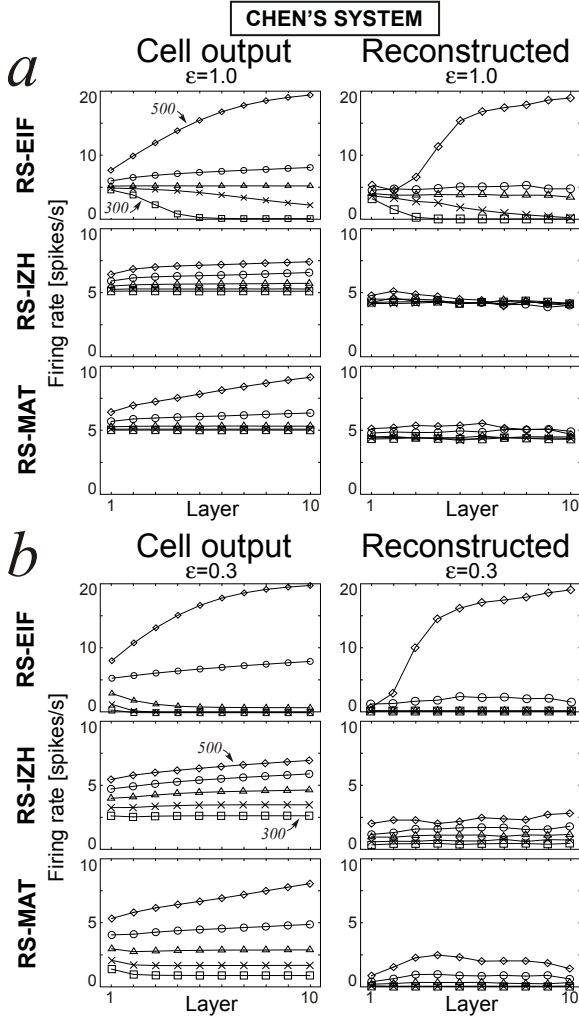 CHEN'S SYSTEM
a
Cell output
Reconstructed
ε=1.0
ε=1.0
RS-EIF
20
10
0
500
300
20
10
0
RS-IZH
Firing rate [spikes/s]
10
5
0
10
5
0
RS-MAT
10
5
0
10
5
0
1
Layer
10
1
Layer
10
b
Cell output
Reconstructed
ε=0.3
ε=0.3
RS-EIF
20
10
0
20
10
0
RS-IZH
Firing rate [spikes/s]
10
5
0
500
300
10
5
0
RS-MAT
10
5
0
10
5
0
1
Layer
10
1
Layer
10